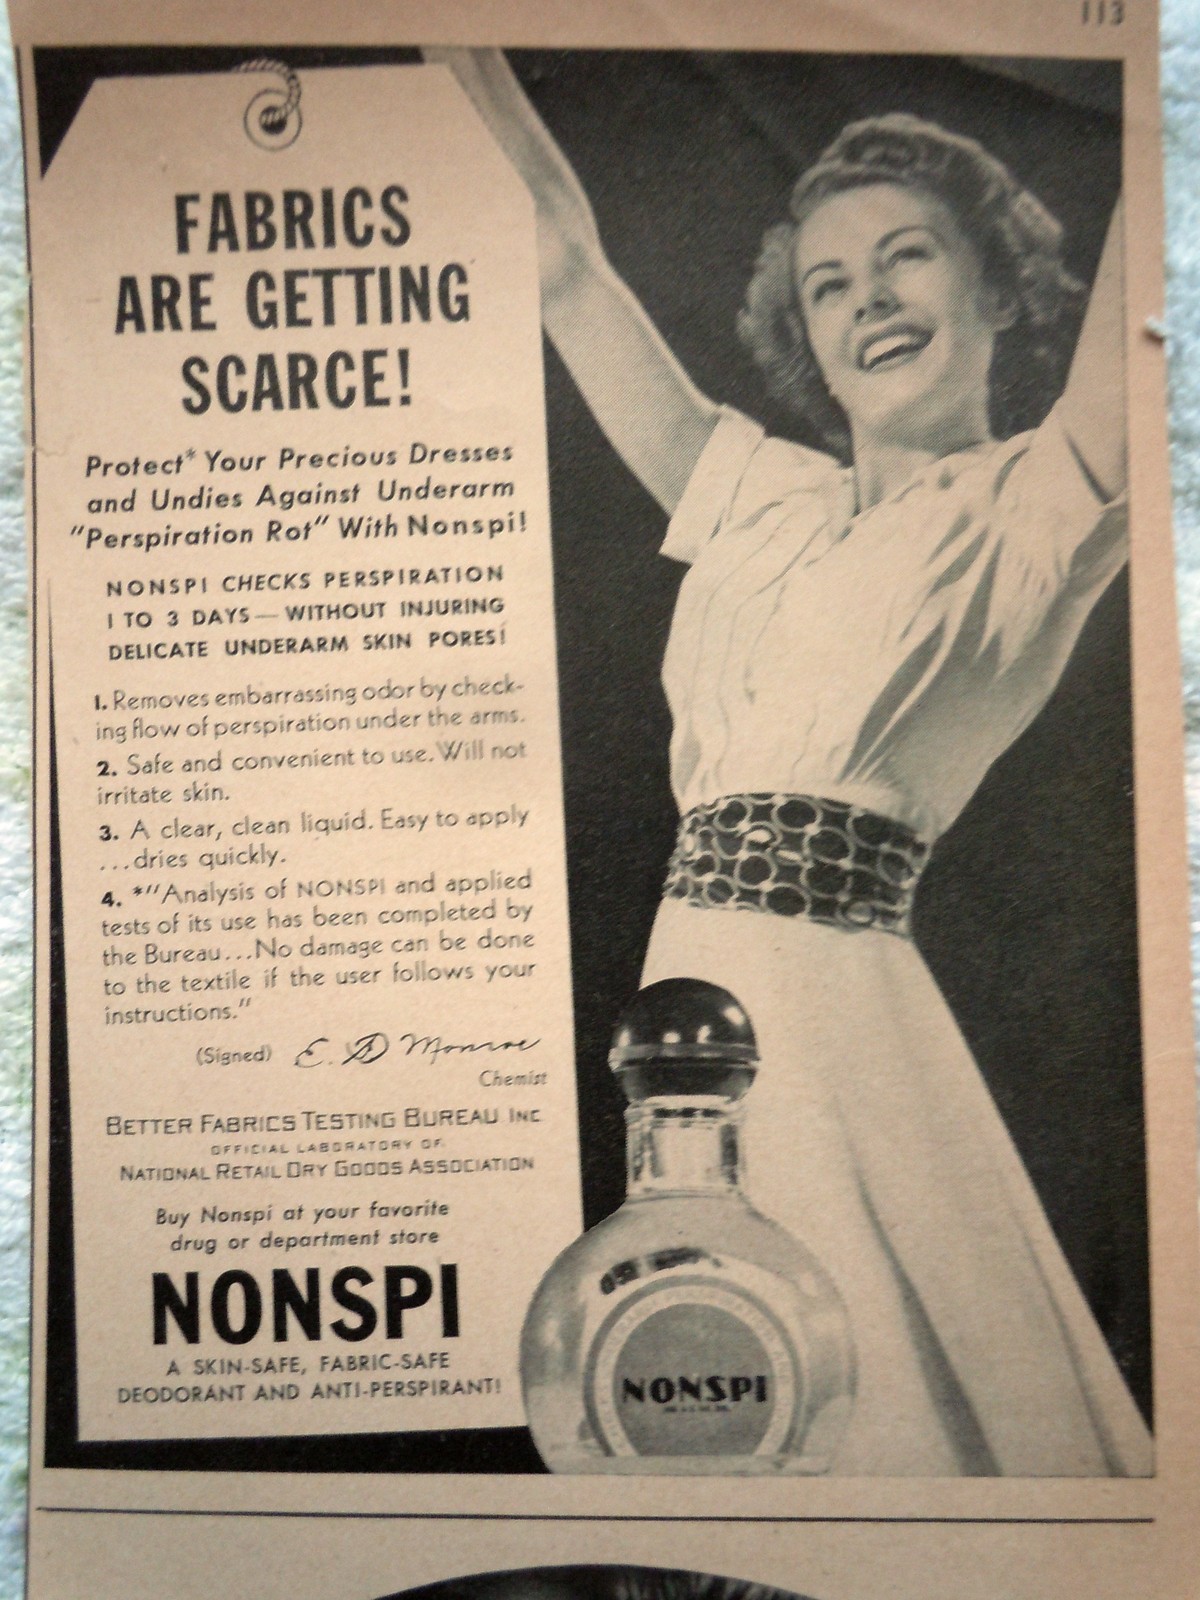 113
FABRICS
ARE GETTING
SCARCE!
Protect* Your Precious Dresses
and Undies Against Underarm
"Perspiration Rot" With Nonspi!
NONSPI CHECKS PERSPIRATION
1 TO 3 DAYS—WITHOUT INJURING
DELICATE UNDERARM SKIN PORES!
1. Removes embarrassing odor by check-
ing flow of perspiration under the arms.
2. Safe and convenient to use. Will not
irritate skin.
3. A clear, clean liquid. Easy to apply
...dries quickly.
4. *"Analysis of NONSPI and applied
tests of its use has been completed by
the Bureau...No damage can be done
to the textile if the user follows your
instructions."
(Signed) E. D Monroe
Chemist
BETTER FABRICS TESTING BUREAU INC
OFFICIAL LABORATORY OF
NATIONAL RETAIL DRY GOODS ASSOCIATION
Buy Nonspi at your favorite
drug or department store
NONSPI
A SKIN-SAFE, FABRIC-SAFE
DEODORANT AND ANTI-PERSPIRANT!
NONSPI